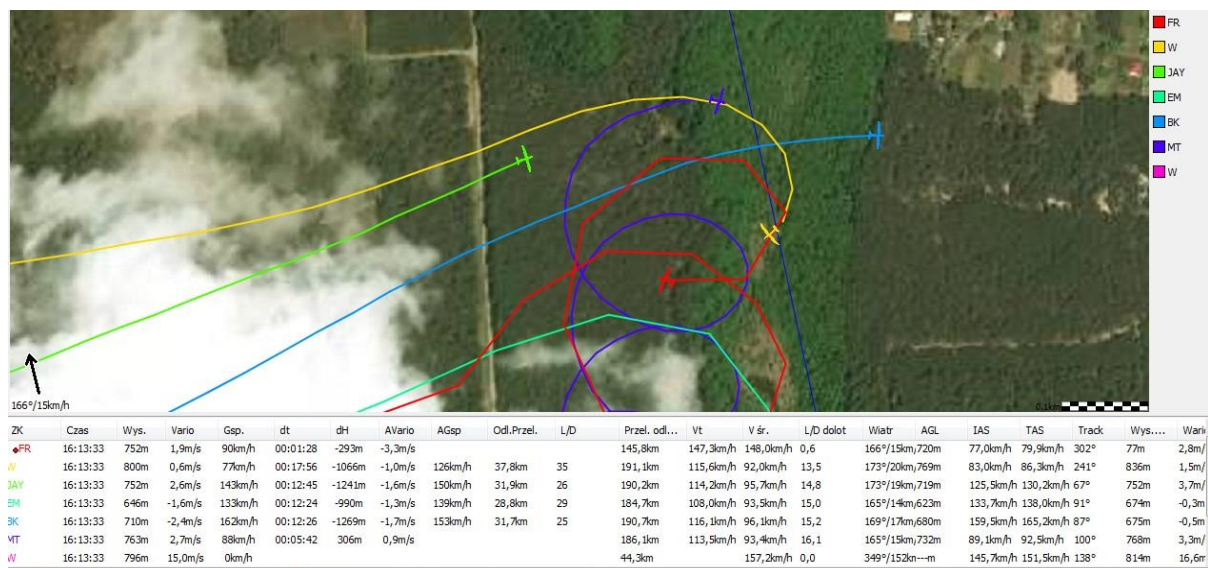 FR
W
JAY
EM
BK
MT
W
166°/15km/h
0,1km
ZK Czas Wys. Vario Gsp. dt dH AVario AGsp Odl.Przel. L/D Przel. odl... Vt V śr. L/D dolot Wiatr AGL IAS TAS Track Wys.... Wari
FR 16:13:33 752m 1,9m/s 90km/h 00:01:28 -293m -3,3m/s 145,8km 147,3km/h 148,0km/h 0,6 166°/15km, 720m 77,0km/h 79,9km/h 302° 77m 2,8m/
W 16:13:33 800m 0,6m/s 77km/h 00:17:56 -1066m -1,0m/s 126km/h 37,8km 35 191,1km 115,6km/h 92,0km/h 13,5 173°/20km, 769m 83,0km/h 86,3km/h 241° 836m 1,5m/
JAY 16:13:33 752m 2,6m/s 143km/h 00:12:45 -1241m -1,6m/s 150km/h 31,9km 26 190,2km 114,2km/h 95,7km/h 14,8 173°/19km, 719m 125,5km/h 130,2km/h 67° 752m 3,7m/
EM 16:13:33 646m -1,6m/s 133km/h 00:12:24 -990m -1,3m/s 139km/h 28,8km 29 184,7km 108,0km/h 93,5km/h 15,0 165°/14km, 623m 133,7km/h 138,0km/h 91° 674m -0,3m
BK 16:13:33 710m -2,4m/s 162km/h 00:12:26 -1269m -1,7m/s 153km/h 31,7km 25 190,7km 116,1km/h 96,1km/h 15,2 169°/17km, 680m 159,5km/h 165,2km/h 87° 675m -0,5m
MT 16:13:33 763m 2,7m/s 88km/h 00:05:42 306m 0,9m/s 186,1km 113,5km/h 93,4km/h 16,1 165°/15km, 732m 89,1km/h 92,5km/h 100° 768m 3,3m/
W 16:13:33 796m 15,0m/s 0km/h 44,3km 157,2km/h 0,0 349°/152kn ---m 145,7km/h 151,5km/h 138° 814m 16,6m